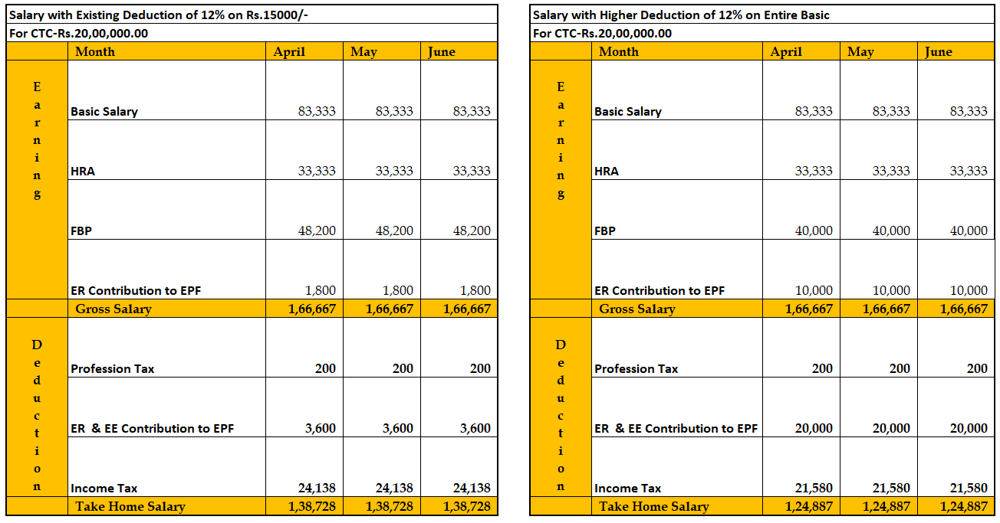 Salary with Existing Deduction of 12% on Rs.15000/-
For CTC-Rs.20,00,000.00
Month April May June
Earning
Basic Salary 83,333 83,333 83,333
HRA 33,333 33,333 33,333
FBP 48,200 48,200 48,200
ER Contribution to EPF 1,800 1,800 1,800
Gross Salary 1,66,667 1,66,667 1,66,667
Deduction
Profession Tax 200 200 200
ER & EE Contribution to EPF 3,600 3,600 3,600
Income Tax 24,138 24,138 24,138
Take Home Salary 1,38,728 1,38,728 1,38,728
Salary with Higher Deduction of 12% on Entire Basic
For CTC-Rs.20,00,000.00
Month April May June
Earning
Basic Salary 83,333 83,333 83,333
HRA 33,333 33,333 33,333
FBP 40,000 40,000 40,000
ER Contribution to EPF 10,000 10,000 10,000
Gross Salary 1,66,667 1,66,667 1,66,667
Deduction
Profession Tax 200 200 200
ER & EE Contribution to EPF 20,000 20,000 20,000
Income Tax 21,580 21,580 21,580
Take Home Salary 1,24,887 1,24,887 1,24,887